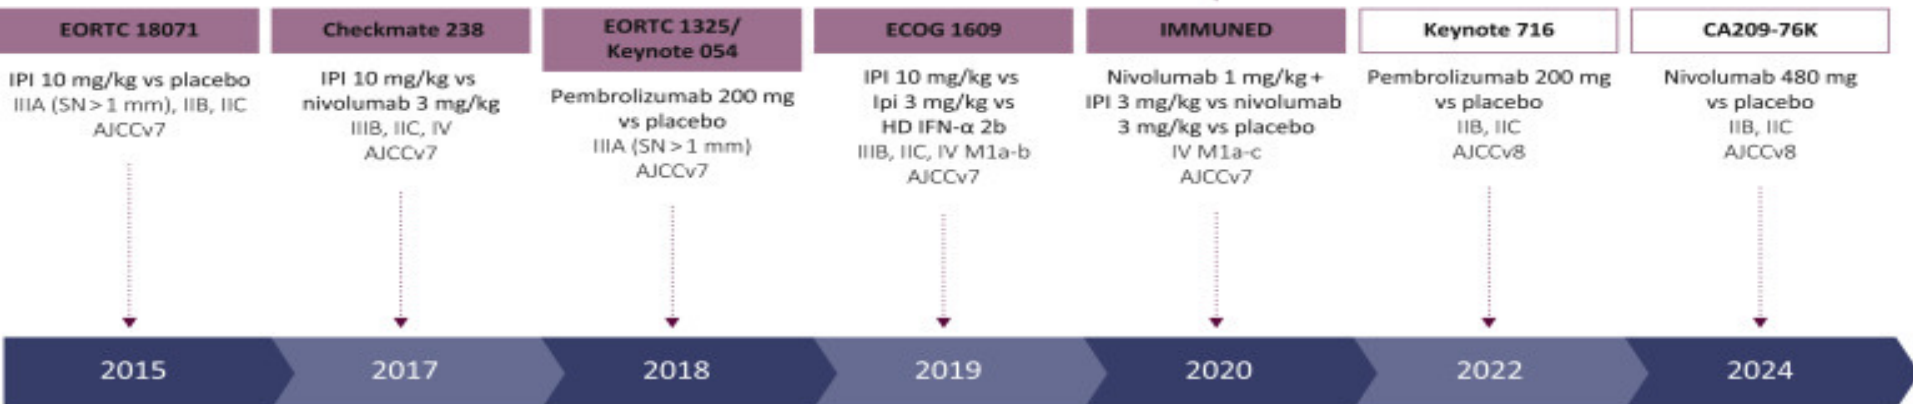 EORTC 18071
IPI 10 mg/kg vs placebo
IIIA (SN > 1 mm), IIB, IIC
AJCCv7
Checkmate 238
IPI 10 mg/kg vs
nivolumab 3 mg/kg
IIIB, IIC, IV
AJCCv7
EORTC 1325/
Keynote 054
Pembrolizumab 200 mg
vs placebo
IIIA (SN > 1 mm)
AJCCv7
ECOG 1609
IPI 10 mg/kg vs
Ipi 3 mg/kg vs
HD IFN-α 2b
IIIB, IIC, IV M1a-b
AJCCv7
IMMUNED
Nivolumab 1 mg/kg +
IPI 3 mg/kg vs nivolumab
3 mg/kg vs placebo
IV M1a-c
AJCCv7
Keynote 716
Pembrolizumab 200 mg
vs placebo
IIB, IIC
AJCCv8
CA209-76K
Nivolumab 480 mg
vs placebo
IIB, IIC
AJCCv8
2015
2017
2018
2019
2020
2022
2024